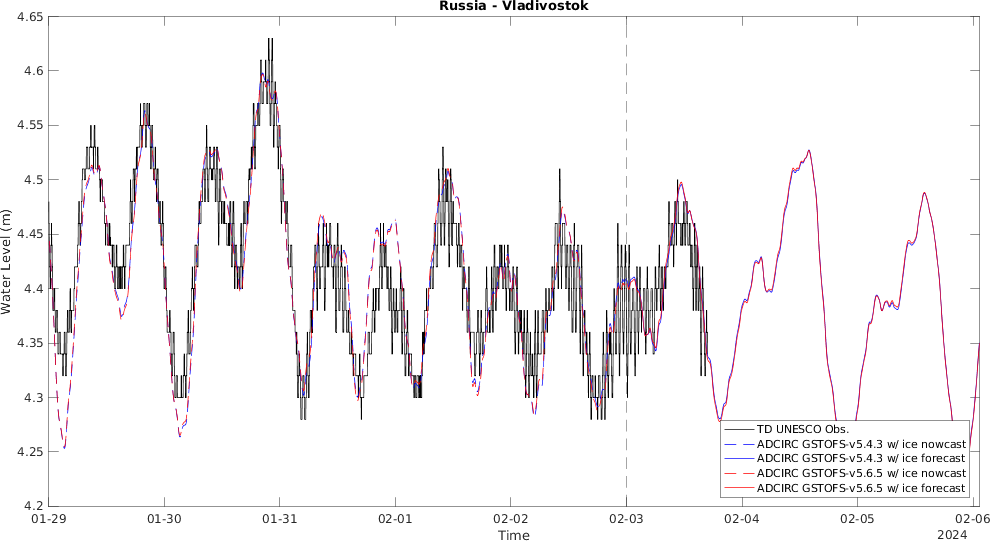 Russia - Vladivostok
4.65
4.6
4.55
4.5
4.45
4.4
4.35
4.3
4.25
4.2
Water Level (m)
TD UNESCO Obs.
ADCIRC GSTOFS-v5.4.3 w/ ice nowcast
ADCIRC GSTOFS-v5.4.3 w/ ice forecast
ADCIRC GSTOFS-v5.6.5 w/ ice nowcast
ADCIRC GSTOFS-v5.6.5 w/ ice forecast
01-29 01-30 01-31 02-01 02-02 02-03 02-04 02-05 02-06
Time
2024